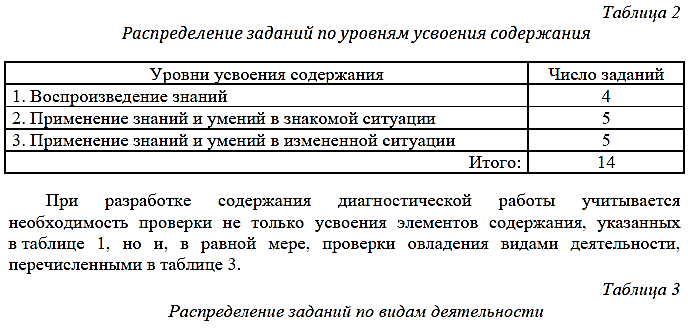 Таблица 2
Распределение заданий по уровням усвоения содержания
Уровни усвоения содержания Число заданий
1. Воспроизведение знаний 4
2. Применение знаний и умений в знакомой ситуации 5
3. Применение знаний и умений в измененной ситуации 5
Итого: 14
При разработке содержания диагностической работы учитывается
необходимость проверки не только усвоения элементов содержания, указанных
в таблице 1, но и, в равной мере, проверки овладения видами деятельности,
перечисленными в таблице 3.
Таблица 3
Распределение заданий по видам деятельности